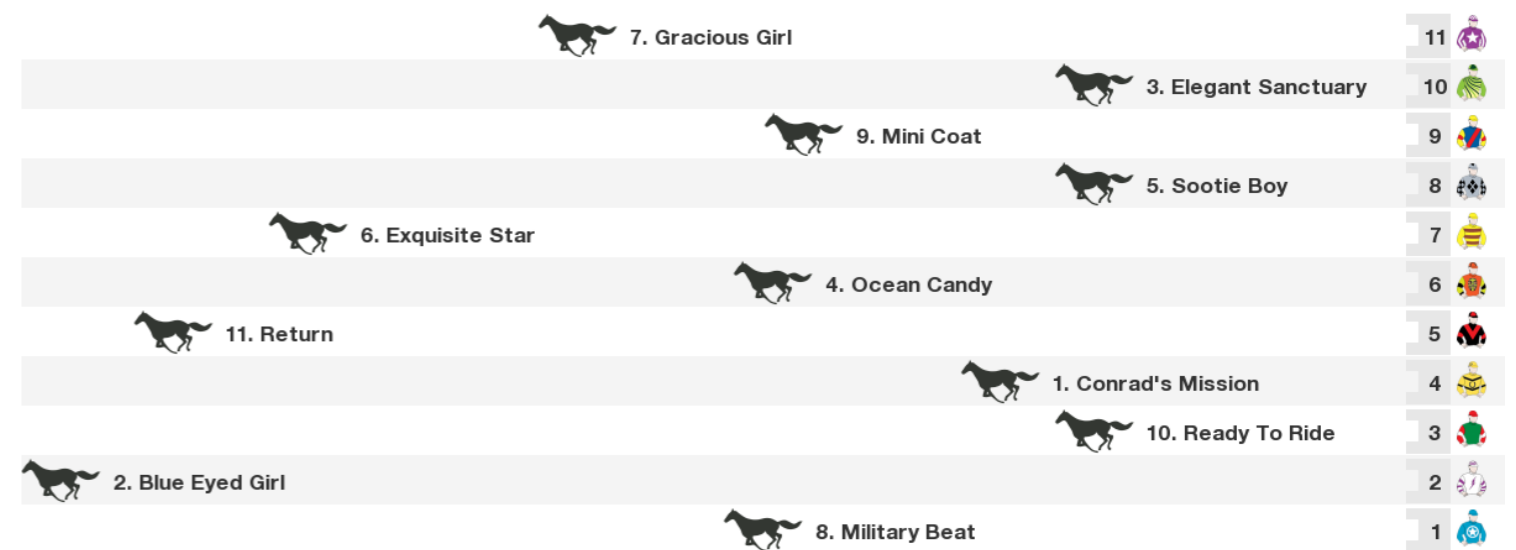 7. Gracious Girl 11
3. Elegant Sanctuary 10
9. Mini Coat 9
5. Sootie Boy 8
6. Exquisite Star 7
4. Ocean Candy 6
11. Return 5
1. Conrad's Mission 4
10. Ready To Ride 3
2. Blue Eyed Girl 2
8. Military Beat 1